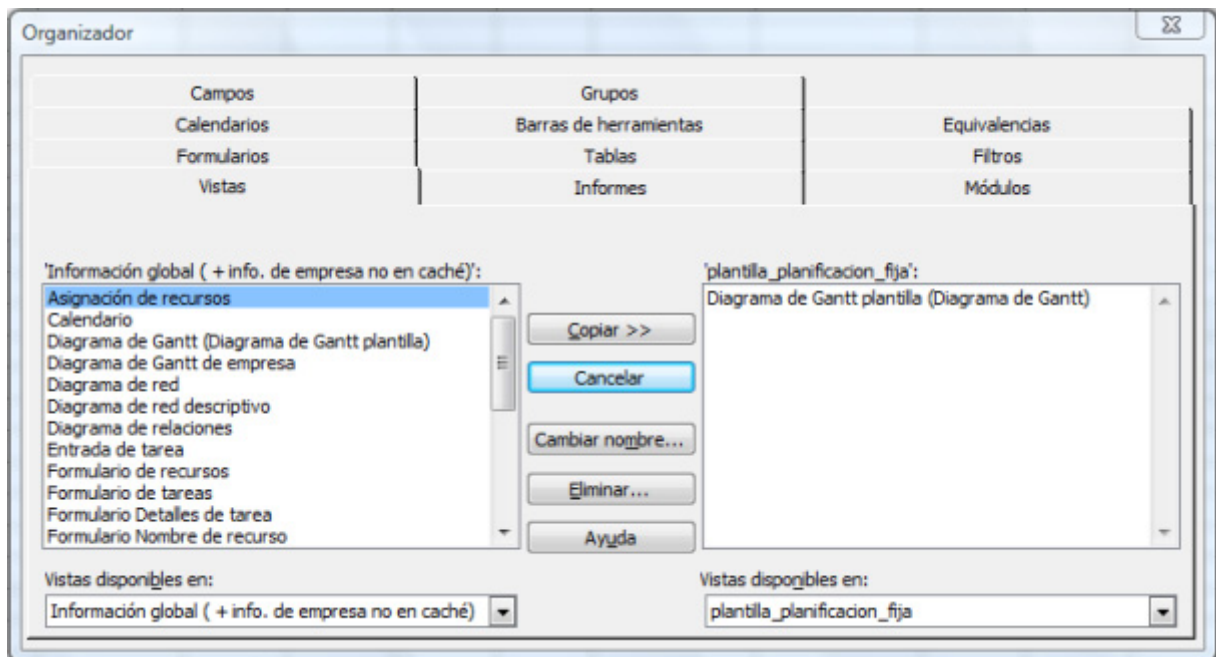 Organizador
Campos
Grupos
Calendarios
Barras de herramientas
Equivalencias
Formularios
Tablas
Filtros
Vistas
Informes
Módulos
'Información global ( + info. de empresa no en caché)':
Asignación de recursos
Calendario
Diagrama de Gantt (Diagrama de Gantt plantilla)
Diagrama de Gantt de empresa
Diagrama de red
Diagrama de red descriptivo
Diagrama de relaciones
Entrada de tarea
Formulario de recursos
Formulario de tareas
Formulario Detalles de tarea
Formulario Nombre de recurso
Copiar >>
Cancelar
Cambiar nombre...
Eliminar...
Ayuda
'plantilla_planificacion_fija':
Diagrama de Gantt plantilla (Diagrama de Gantt)
Vistas disponibles en:
Información global ( + info. de empresa no en caché)
Vistas disponibles en:
plantilla_planificacion_fija